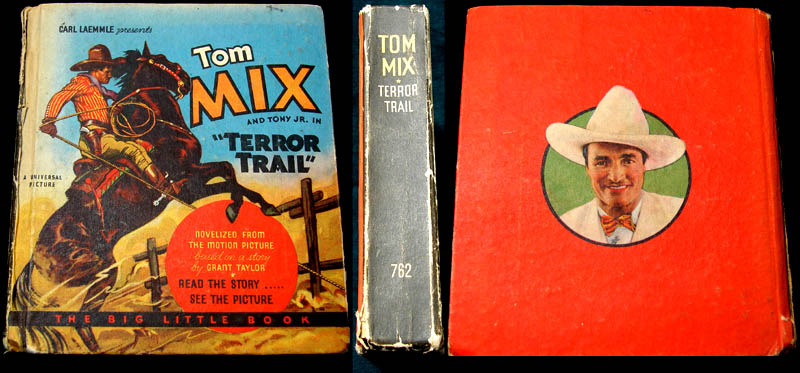 CARL LAEMMLE presents
Tom
MIX
AND TONY JR. IN
"TERROR
TRAIL"
A UNIVERSAL
PICTURE
NOVELIZED FROM
THE MOTION PICTURE
based on a story
by GRANT TAYLOR
READ THE STORY .....
SEE THE PICTURE
THE BIG LITTLE BOOK
TOM
MIX
TERROR
TRAIL
762